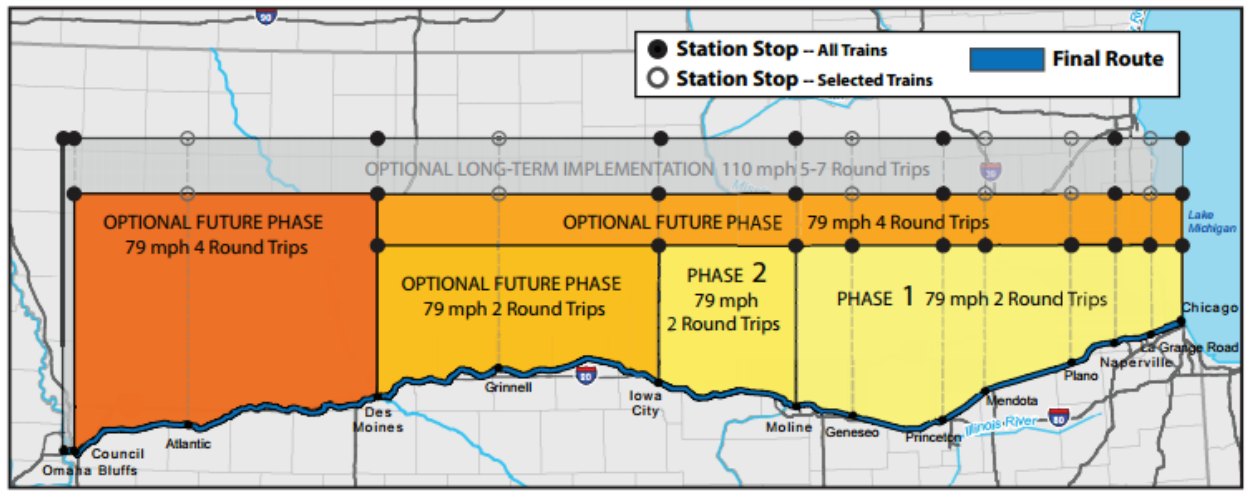 90
Station Stop -- All Trains
Station Stop -- Selected Trains
Final Route
OPTIONAL LONG-TERM IMPLEMENTATION 110 mph 5-7 Round Trips
OPTIONAL FUTURE PHASE
79 mph 4 Round Trips
OPTIONAL FUTURE PHASE 79 mph 4 Round Trips
Lake
Michigan
OPTIONAL FUTURE PHASE
79 mph 2 Round Trips
PHASE 2
79 mph
2 Round Trips
PHASE 1 79 mph 2 Round Trips
Chicago
La Grange Road
Naperville
Plano
Mendota
Princeton
Geneseo
Moline
Iowa
City
80
Grinnell
Des
Moines
Atlantic
Council
Bluffs
Omaha
Illinois River
80